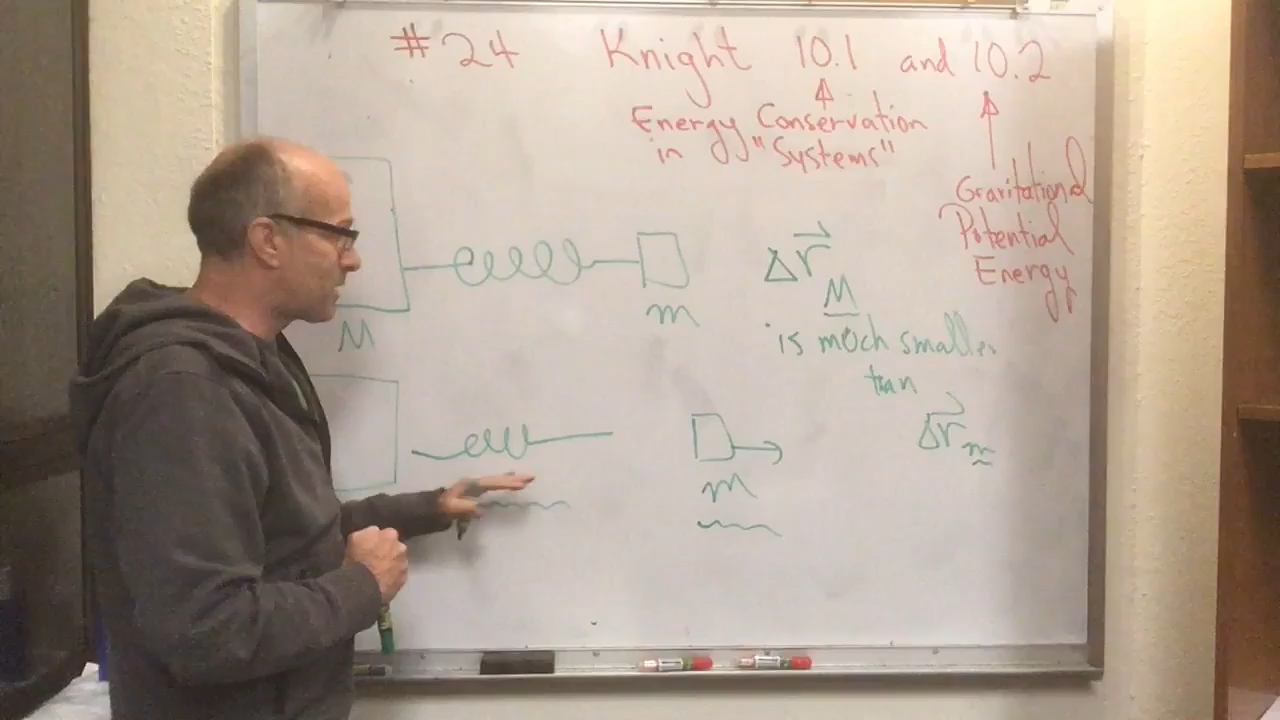 #24 Knight 10.1 and 10.2
Energy Conservation
in "Systems"
Gravitational
Potential
Energy
M
m
Δr⃗
M
is much smaller
than
Δr⃗m
m